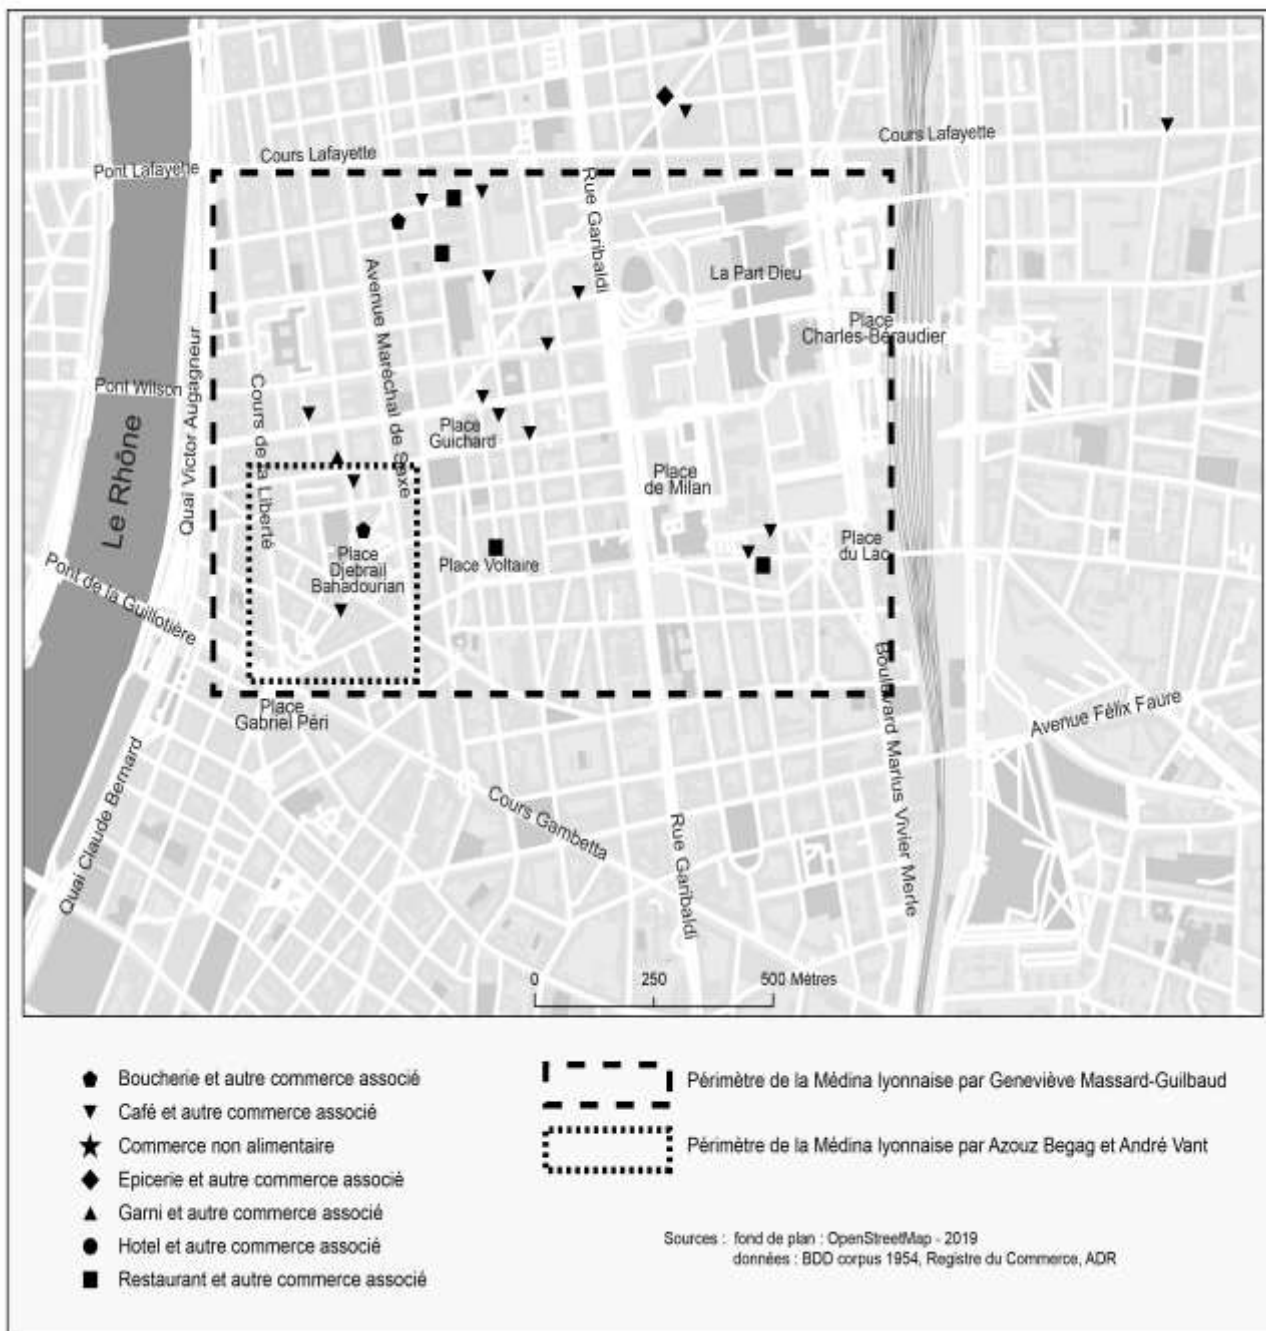 Cours Lafayette
Cours Lafayette
Pont Lafayette
Rue Garibaldi
La Part Dieu
Avenue Maréchal de Saxe
Place
Charles-Béraudier
Quai Victor Augagneur
Pont Wilson
Le Rhône
Cours de la Liberté
Place
Guichard
Place
de Milan
Place
Djebrail
Bahadourian
Place Voltaire
Place
du Lac
Pont de la Guillotière
Place
Gabriel Péri
Boulevard Marius Vivier Merle
Avenue Félix Faure
Quai Claude Bernard
Cours Gambetta
Rue Garibaldi
0 250 500 Mètres
Boucherie et autre commerce associé
Café et autre commerce associé
Commerce non alimentaire
Epicerie et autre commerce associé
Garni et autre commerce associé
Hotel et autre commerce associé
Restaurant et autre commerce associé
Périmètre de la Médina lyonnaise par Geneviève Massard-Guilbaud
Périmètre de la Médina lyonnaise par Azouz Begag et André Vant
Sources : fond de plan : OpenStreetMap - 2019
données : BDD corpus 1954, Registre du Commerce, ADR